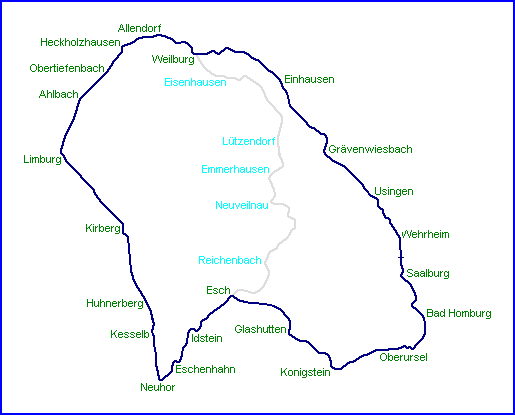 Allendorf
Heckholzhausen
Weilburg
Obertiefenbach
Eisenhausen
Einhausen
Ahlbach
Lützendorf
Grävenwiesbach
Limburg
Emmerhausen
Usingen
Neuveilnau
Kirberg
Wehrheim
Reichenbach
Saalburg
Esch
Huhnerberg
Bad Homburg
Glashutten
Kesselb
Idstein
Oberursel
Eschenhahn
Konigstein
Neuhor